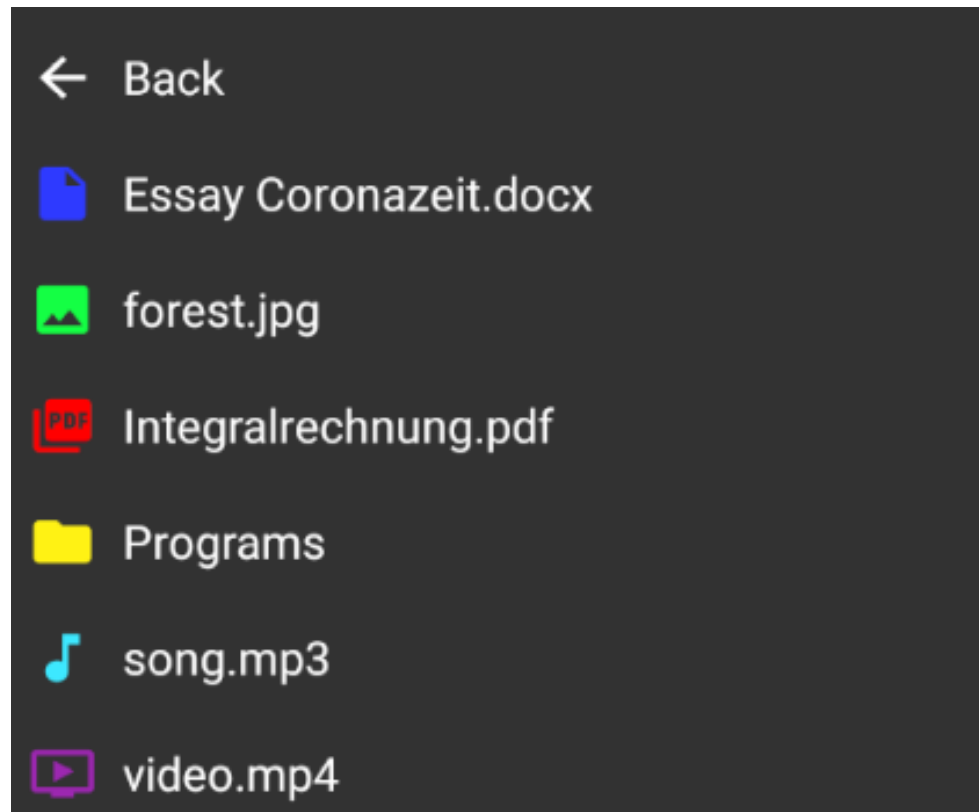 Back
Essay Coronazeit.docx
forest.jpg
PDF
Integralrechnung.pdf
Programs
song.mp3
video.mp4